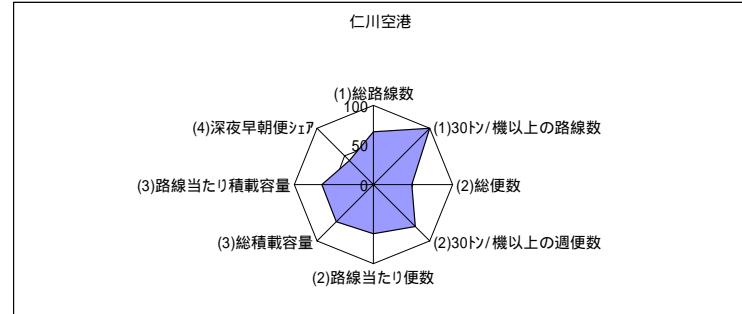 仁川空港
(1)総路線数
100
(4)深夜早朝便ｼｪｱ
(1)30ﾄﾝ/機以上の路線数
50
(3)路線当たり積載容量
0
(2)総便数
(3)総積載容量
(2)30ﾄﾝ/機以上の週便数
(2)路線当たり便数